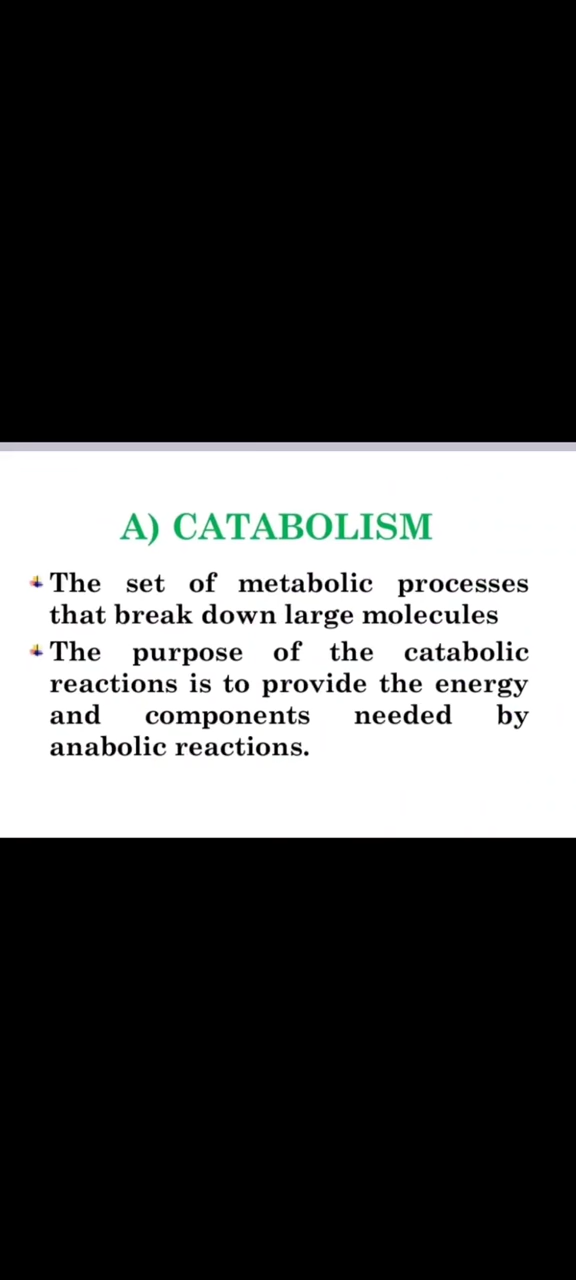 A) CATABOLISM
The set of metabolic processes
that break down large molecules
The purpose of the catabolic
reactions is to provide the energy
and components needed by
anabolic reactions.